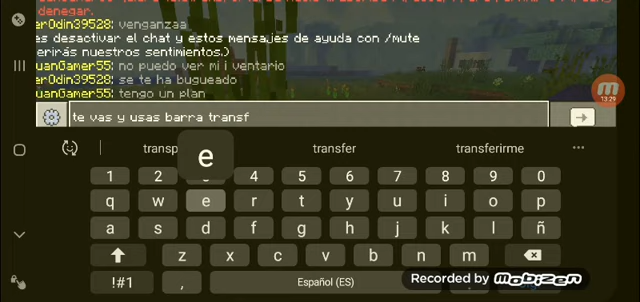 denegar.
er0din39528: venganzaa
es desactivar el chat y estos mensajes de ayuda con /mute
erirás nuestros sentimientos.)
uanGamer55: no puedo ver mi i ventario
er0din39528: se te ha bugueado
uanGamer55: tengo un plan
13:29
te vas y usas barra transf
transp transfer transferirme ...
e
1 2 4 5 6 7 8 9 0
q w e r t y u i o p
a s d f g h j k l ñ
z x c v b n m
!#1 , Español (ES) .
Recorded by mobizen